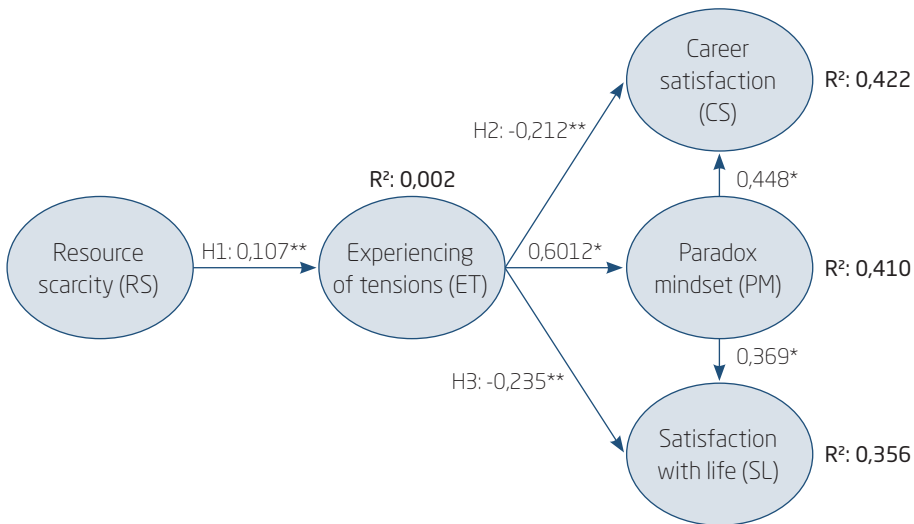 Career
satisfaction
(CS)
R²: 0,422
H2: -0,212**
R²: 0,002
0,448*
Resource
scarcity (RS)
H1: 0,107**
Experiencing
of tensions (ET)
0,6012*
Paradox
mindset (PM)
R²: 0,410
0,369*
H3: -0,235**
Satisfaction
with life (SL)
R²: 0,356